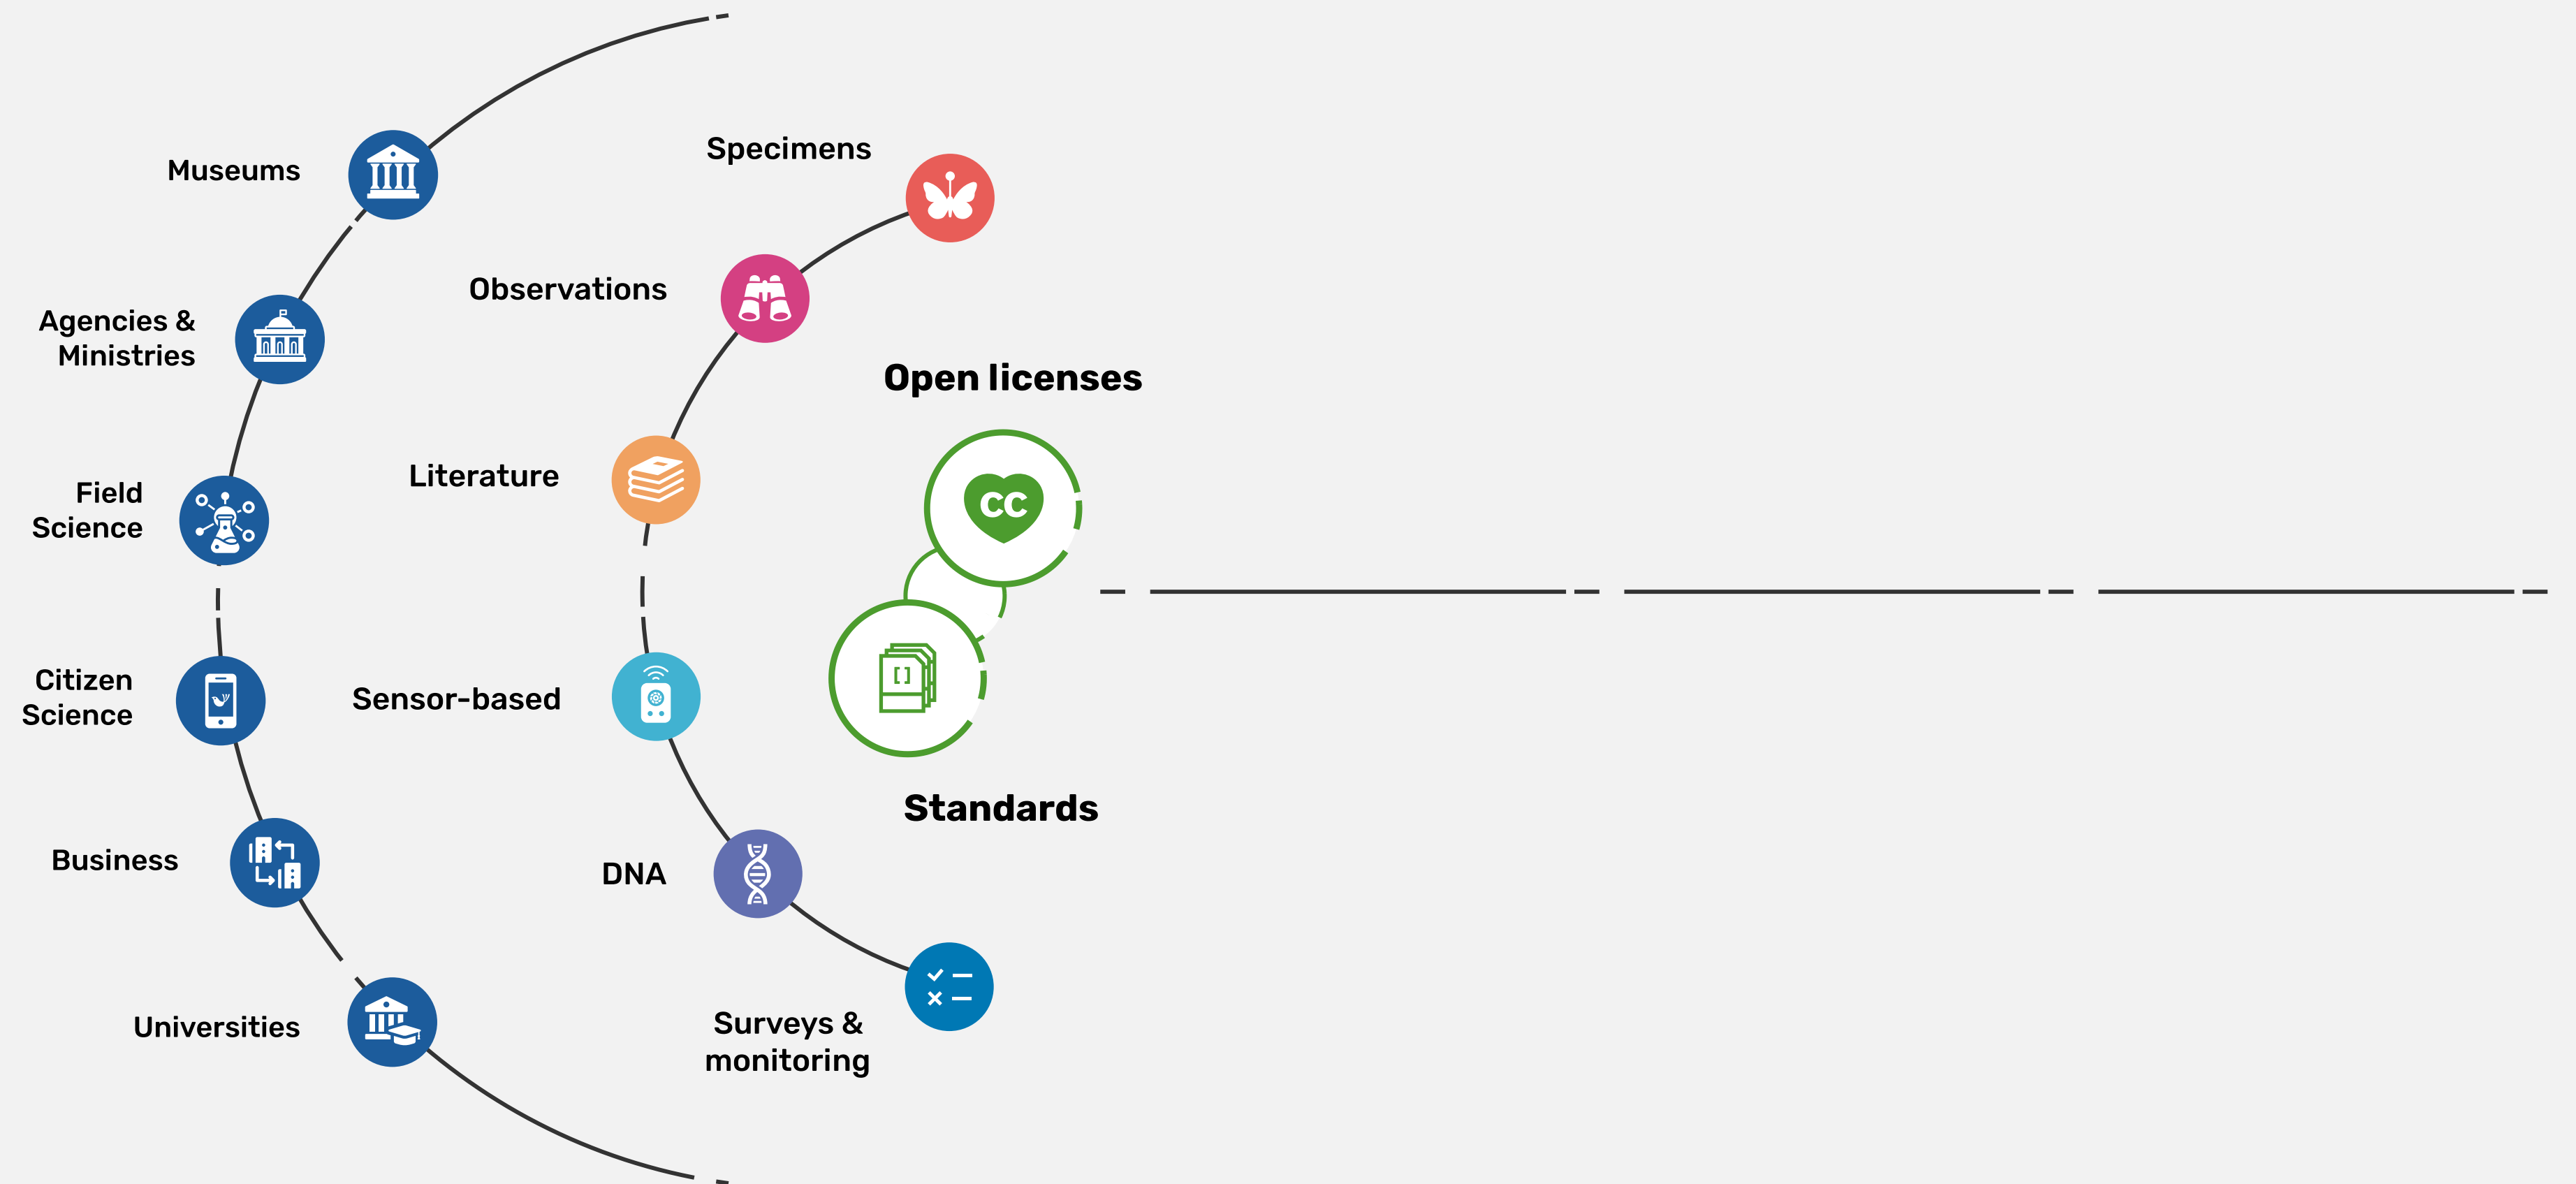 Museums
Agencies &
Ministries
Field
Science
Citizen
Science
Business
Universities
Specimens
Observations
Literature
Sensor-based
DNA
Surveys &
monitoring
Open licenses
CC
[ ]
Standards